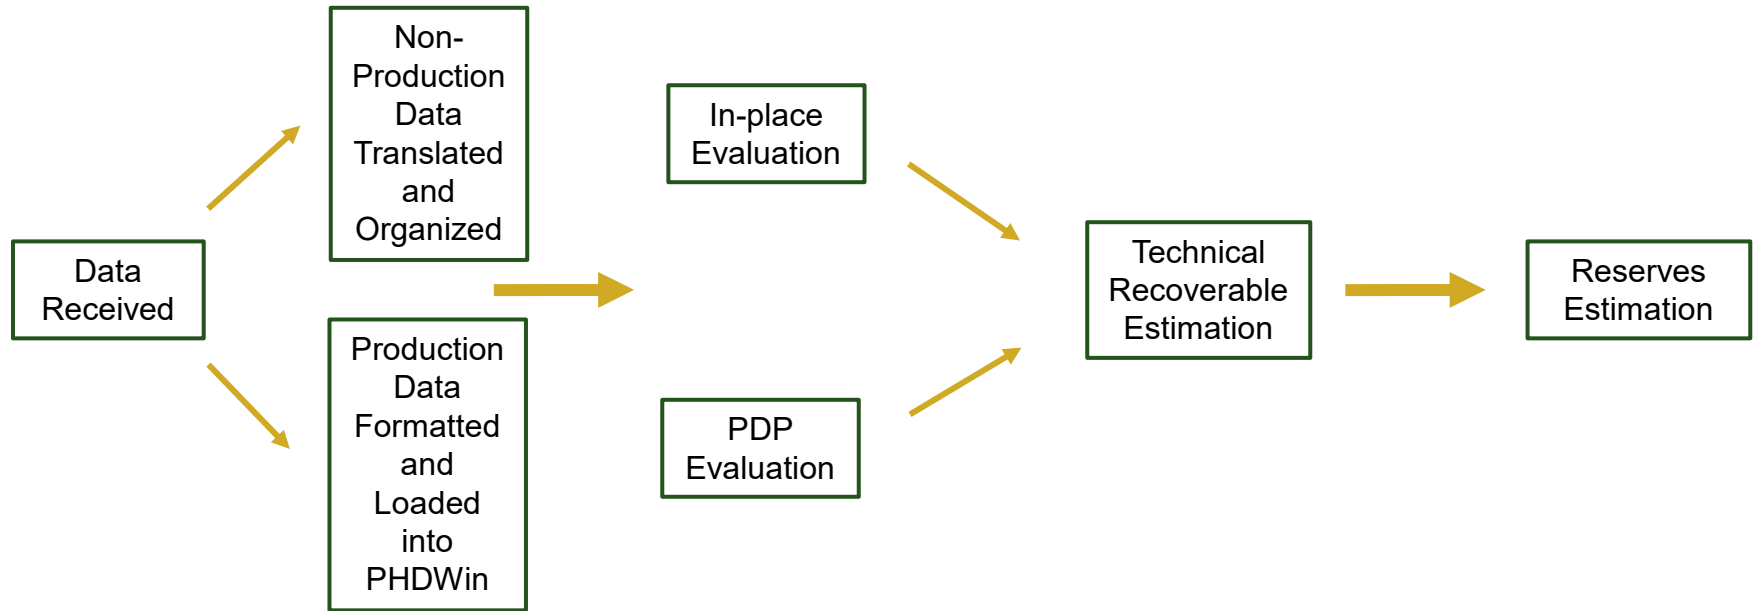 Data
Received
Non-
Production
Data
Translated
and
Organized
Production
Data
Formatted
and
Loaded
into
PHDWin
In-place
Evaluation
PDP
Evaluation
Technical
Recoverable
Estimation
Reserves
Estimation